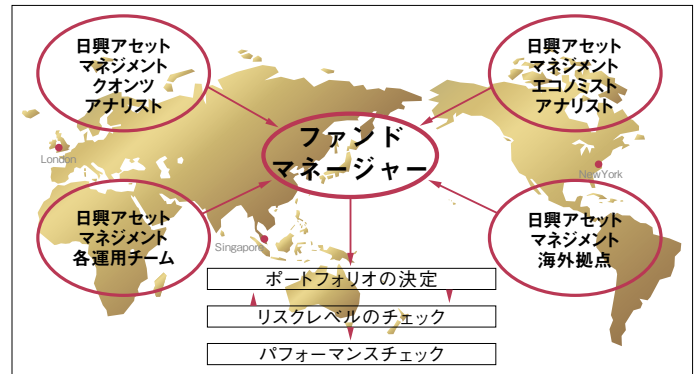 日興アセット
マネジメント
クオンツ
アナリスト
日興アセット
マネジメント
エコノミスト
アナリスト
ファンド
マネージャー
London
NewYork
日興アセット
マネジメント
各運用チーム
Singapore
日興アセット
マネジメント
海外拠点
ポートフォリオの決定
リスクレベルのチェック
パフォーマンスチェック